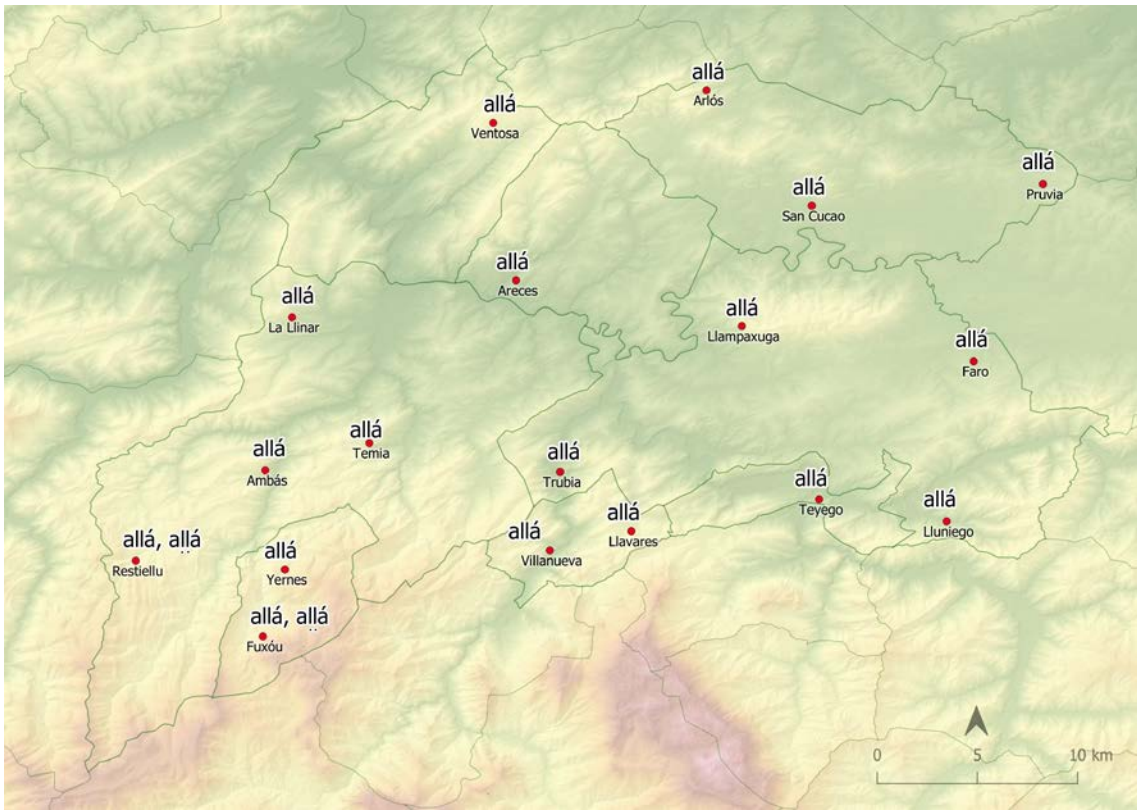 allá
Arlós
allá
Ventosa
allá
Pruvia
allá
San Cucao
allá
Areces
allá
La Llinar
allá
Llampaxuga
allá
Faro
allá
Temia
allá
Ambás
allá
Trubia
allá
Teyego
allá
Lluniego
allá
Llavares
allá
Villanueva
allá, aḷḷá
Restiellu
allá
Yernes
allá, aḷḷá
Fuxóu
0 5 10 km